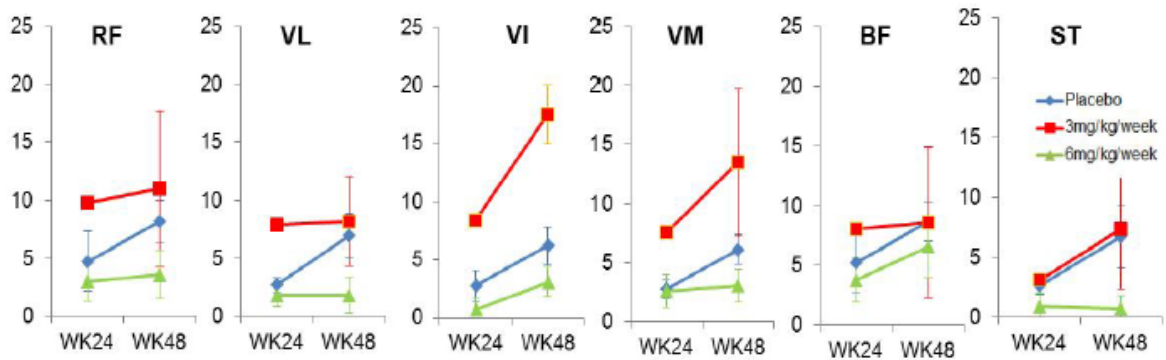 RF VL VI VM BF ST
25 25 25 25 25 25
20 20 20 20 20 20
15 15 15 15 15 15
10 10 10 10 10 10
5 5 5 5 5 5
0 0 0 0 0 0
WK24 WK48 WK24 WK48 WK24 WK48 WK24 WK48 WK24 WK48 WK24 WK48
Placebo
3mg/kg/week
6mg/kg/week